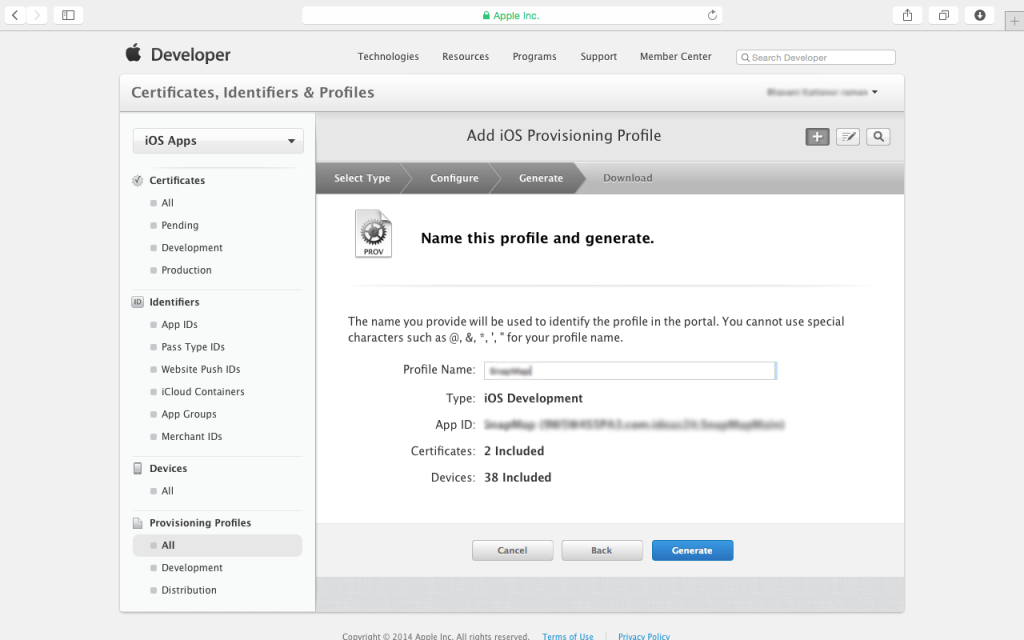 Apple Inc.
Developer
Technologies
Resources
Programs
Support
Member Center
Search Developer
Certificates, Identifiers & Profiles
iOS Apps
Certificates
All
Pending
Development
Production
ID Identifiers
App IDs
Pass Type IDs
Website Push IDs
iCloud Containers
App Groups
Merchant IDs
Devices
All
Provisioning Profiles
All
Development
Distribution
Add iOS Provisioning Profile
Select Type
Configure
Generate
Download
PROV
Name this profile and generate.
The name you provide will be used to identify the profile in the portal. You cannot use special
characters such as @, &, *, ', " for your profile name.
Profile Name:
Type: iOS Development
App ID:
Certificates: 2 Included
Devices: 38 Included
Cancel
Back
Generate
Copyright © 2014 Apple Inc. All rights reserved. Terms of Use Privacy Policy